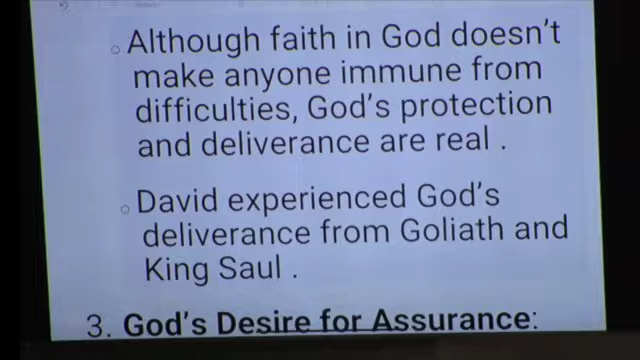 Although faith in God doesn't
make anyone immune from
difficulties, God's protection
and deliverance are real .
David experienced God's
deliverance from Goliath and
King Saul .
3. God's Desire for Assurance: